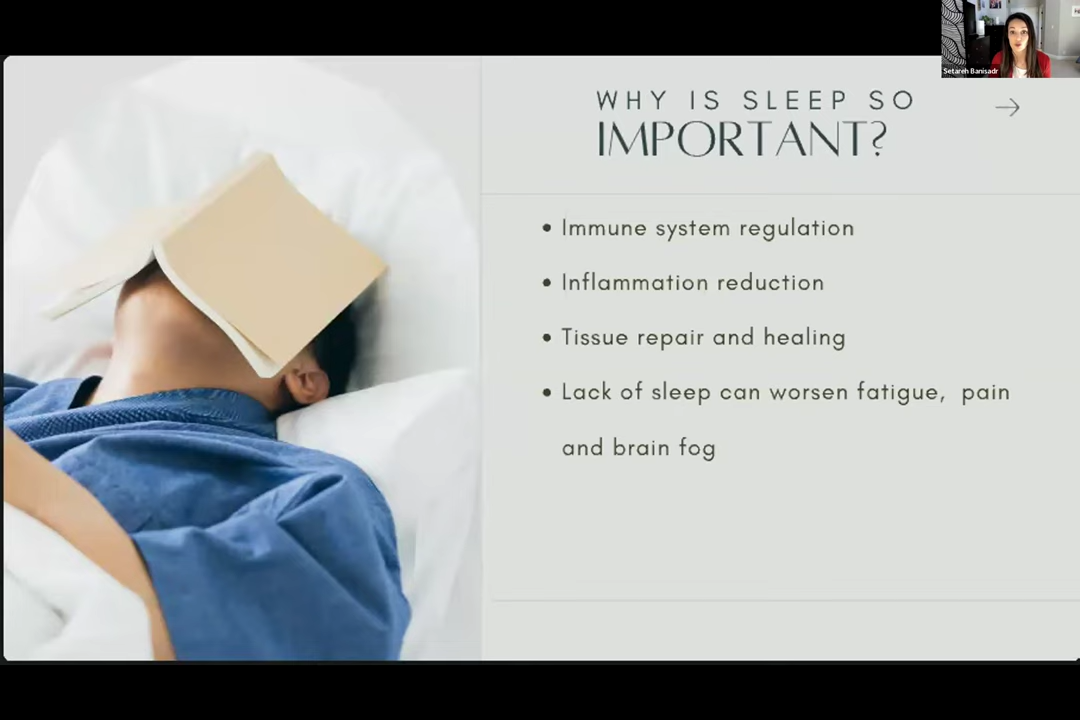 Setareh Banisadr
WHY IS SLEEP SO
IMPORTANT?
• Immune system regulation
• Inflammation reduction
• Tissue repair and healing
• Lack of sleep can worsen fatigue, pain
and brain fog